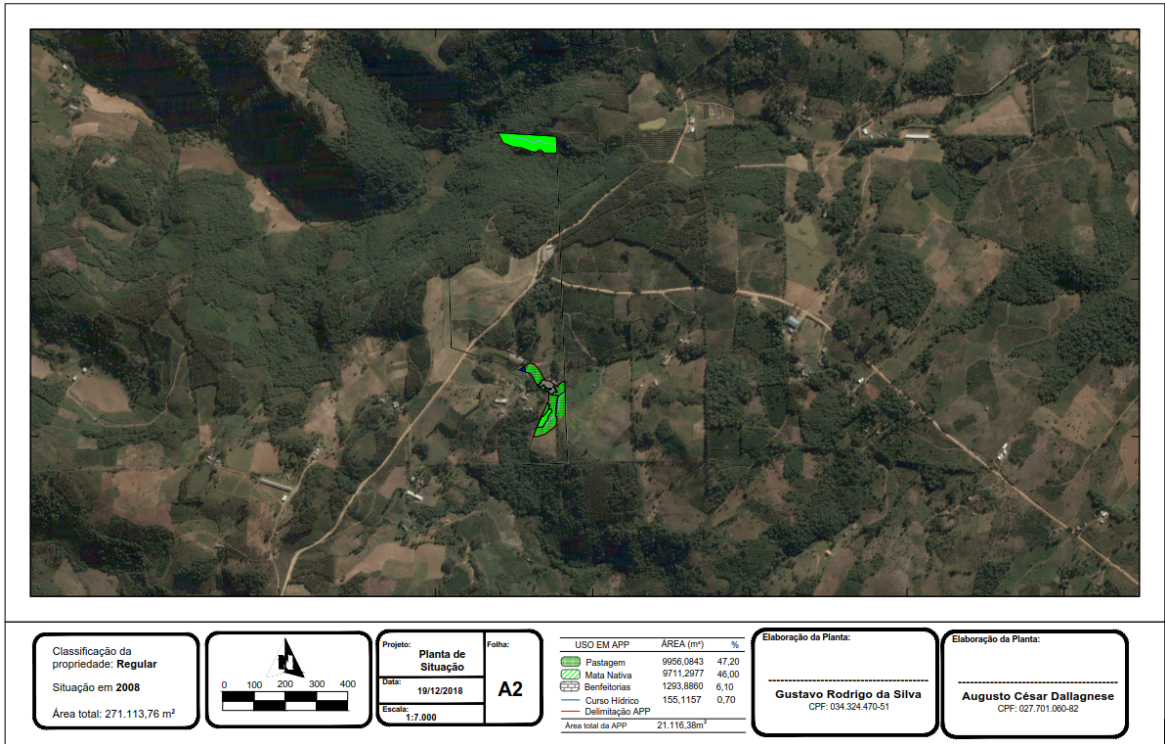 Classificação da
propriedade: Regular
Situação em 2008
Área total: 271.113,76 m²
N
0 100 200 300 400
Projeto:
Planta de
Situação
Data:
19/12/2018
Escala:
1:7.000
Folha:
A2
USO EM APP ÁREA (m²) %
Pastagem 9956,0843 47,20
Mata Nativa 9711,2977 46,00
Benfeitorias 1293,8860 6,10
Curso Hídrico 155,1157 0,70
Delimitação APP
Área total da APP 21.116,38m²
Elaboração da Planta:
Gustavo Rodrigo da Silva
CPF: 034.324.470-51
Elaboração da Planta:
Augusto César Dallagnese
CPF: 027.701.060-82